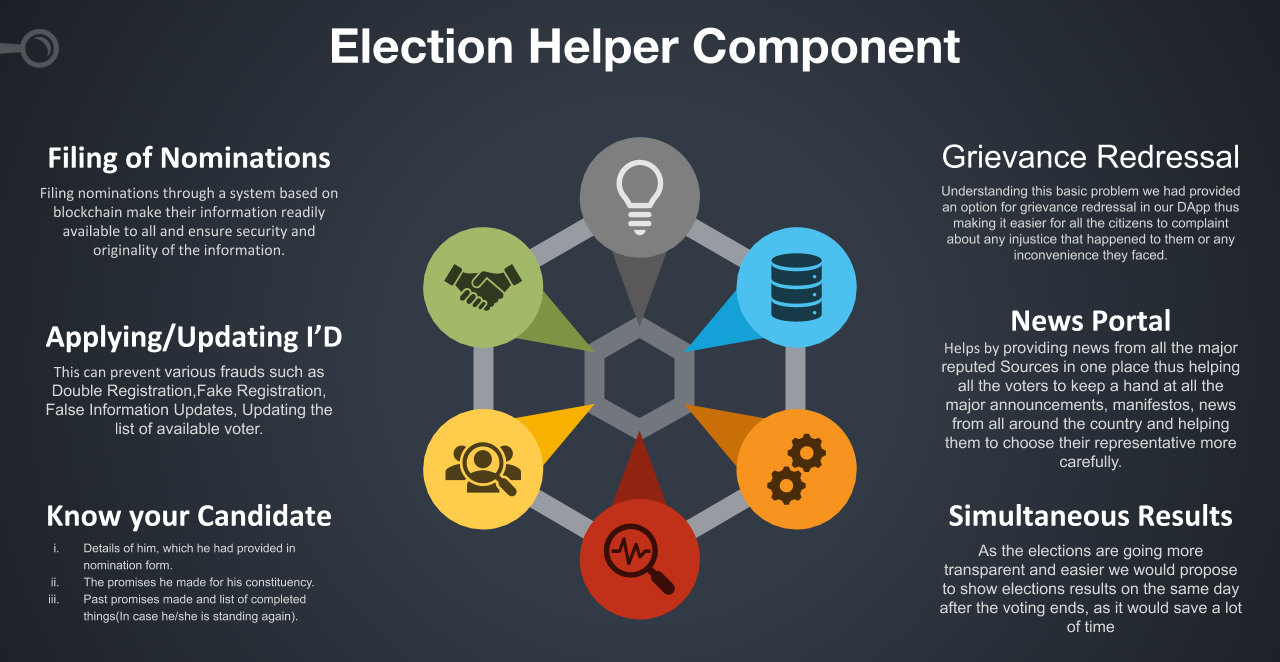 Election Helper Component
Filing of Nominations
Filing nominations through a system based on
blockchain make their information readily
available to all and ensure security and
originality of the information.
Applying/Updating I’D
This can prevent various frauds such as
Double Registration,Fake Registration,
False Information Updates, Updating the
list of available voter.
Know your Candidate
i. Details of him, which he had provided in
nomination form.
ii. The promises he made for his constituency.
iii. Past promises made and list of completed
things(In case he/she is standing again).
Grievance Redressal
Understanding this basic problem we had provided
an option for grievance redressal in our DApp thus
making it easier for all the citizens to complaint
about any injustice that happened to them or any
inconvenience they faced.
News Portal
Helps by providing news from all the major
reputed Sources in one place thus helping
all the voters to keep a hand at all the
major announcements, manifestos, news
from all around the country and helping
them to choose their representative more
carefully.
Simultaneous Results
As the elections are going more
transparent and easier we would propose
to show elections results on the same day
after the voting ends, as it would save a lot
of time